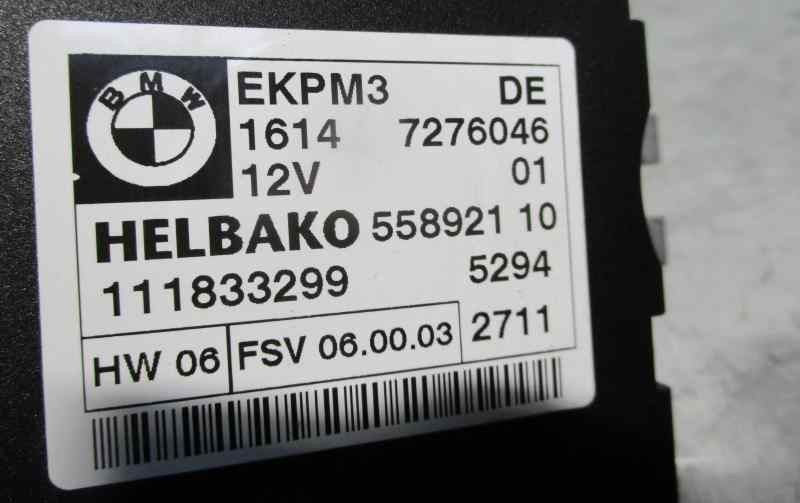 BMW
EKPM3 DE
1614 7276046
12V 01
HELBAKO 558921 10
111833299 5294
HW 06 FSV 06.00.03 2711